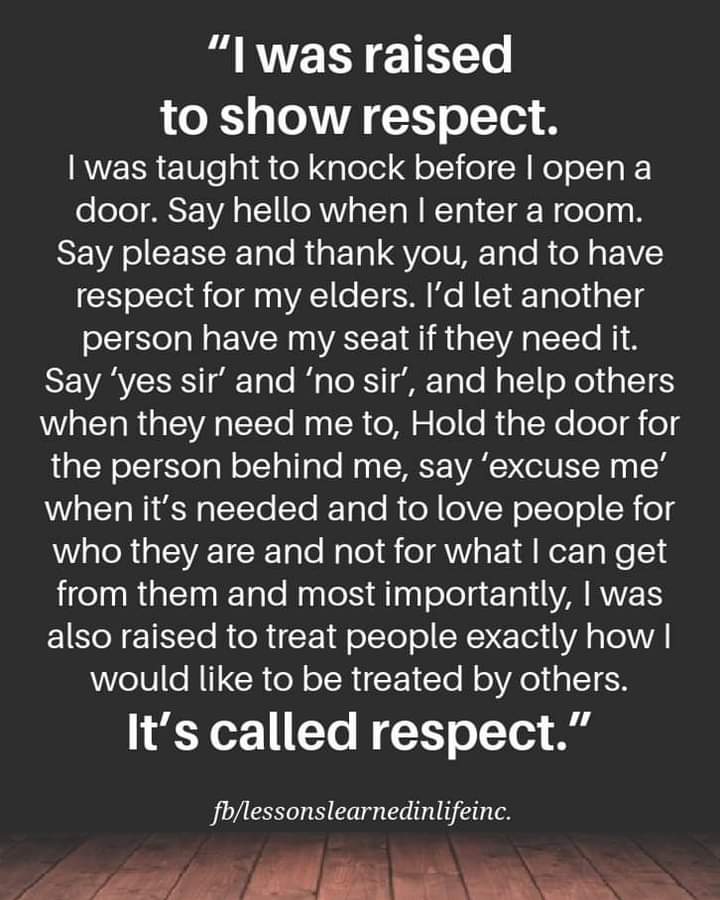 “I was raised
to show respect.
I was taught to knock before I open a
door. Say hello when I enter a room.
Say please and thank you, and to have
respect for my elders. I’d let another
person have my seat if they need it.
Say ‘yes sir’ and ‘no sir’, and help others
when they need me to, Hold the door for
the person behind me, say ‘excuse me’
when it’s needed and to love people for
who they are and not for what I can get
from them and most importantly, I was
also raised to treat people exactly how I
would like to be treated by others.
It’s called respect.”
fb/lessonslearnedinlifeinc.